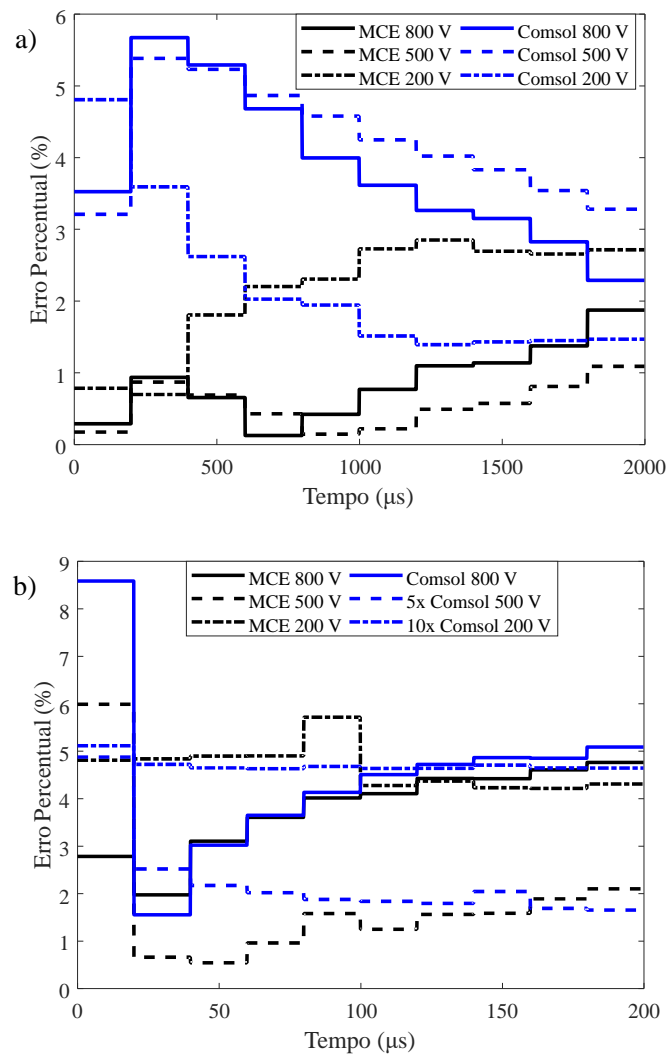 a)
6
5
4
3
2
1
0
Erro Percentual (%)
MCE 800 V
MCE 500 V
MCE 200 V
Comsol 800 V
Comsol 500 V
Comsol 200 V
0 500 1000 1500 2000
Tempo (μs)
b)
9
8
7
6
5
4
3
2
1
0
Erro Percentual (%)
MCE 800 V
MCE 500 V
MCE 200 V
Comsol 800 V
5x Comsol 500 V
10x Comsol 200 V
0 50 100 150 200
Tempo (μs)